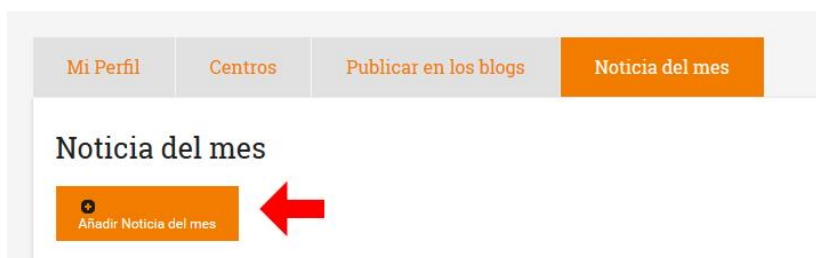 Mi Perfil Centros Publicar en los blogs Noticia del mes
Noticia del mes
Añadir Noticia del mes